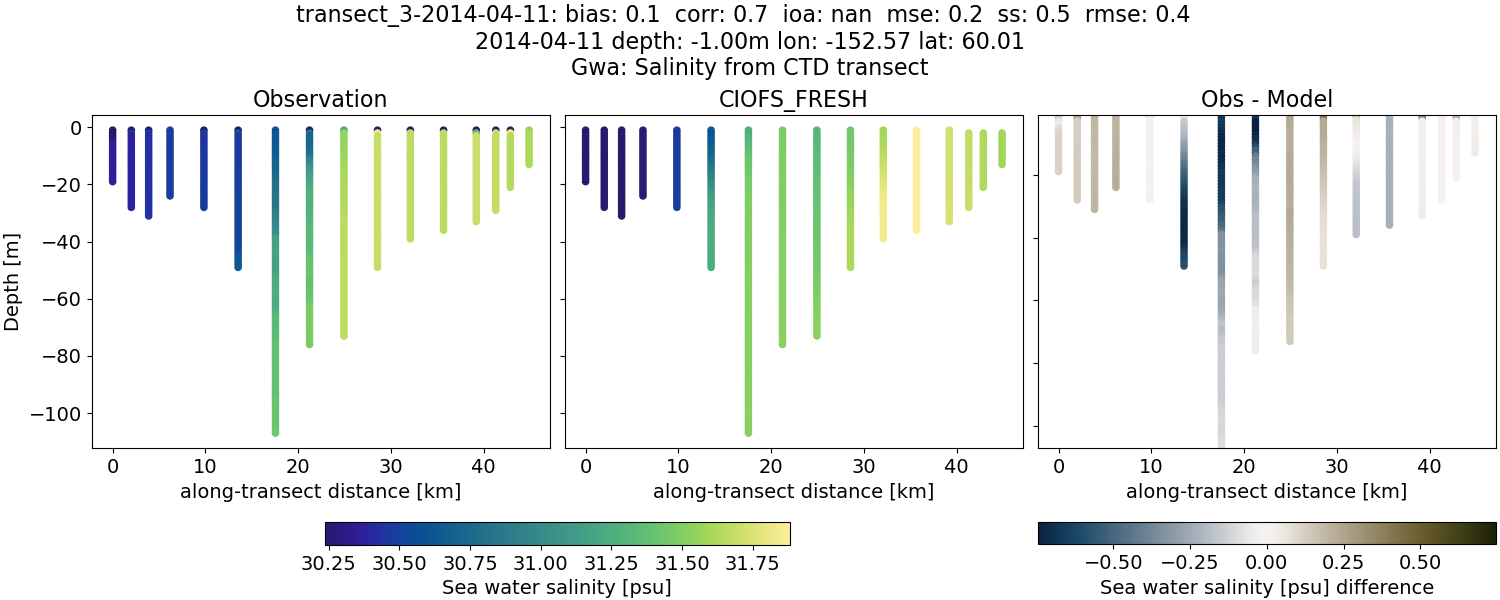 transect_3-2014-04-11: bias: 0.1  corr: 0.7  ioa: nan  mse: 0.2  ss: 0.5  rmse: 0.4
2014-04-11 depth: -1.00m lon: -152.57 lat: 60.01
Gwa: Salinity from CTD transect
Observation
CIOFS_FRESH
Obs - Model
Depth [m]
0
−20
−40
−60
−80
−100
0 10 20 30 40
0 10 20 30 40
0 10 20 30 40
along-transect distance [km]
along-transect distance [km]
along-transect distance [km]
30.25 30.50 30.75 31.00 31.25 31.50 31.75
Sea water salinity [psu]
−0.50 −0.25 0.00 0.25 0.50
Sea water salinity [psu] difference